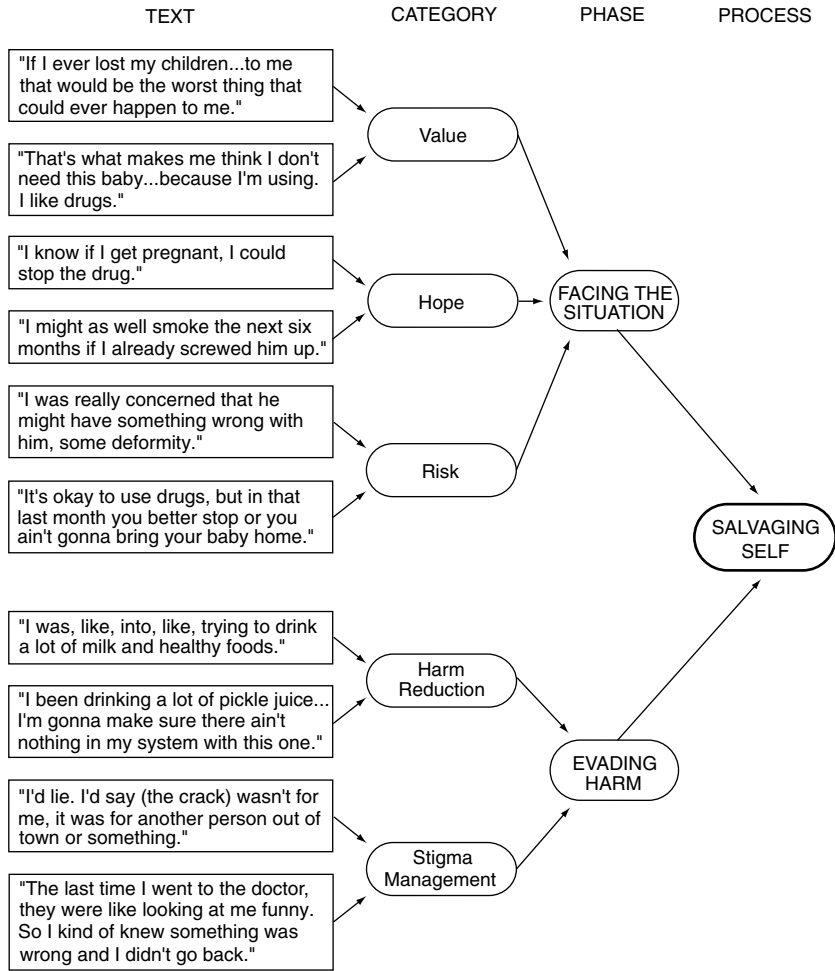 TEXT CATEGORY PHASE PROCESS
"If I ever lost my children...to me
that would be the worst thing that
could ever happen to me."
Value
"That's what makes me think I don't
need this baby...because I'm using.
I like drugs."
"I know if I get pregnant, I could
stop the drug."
Hope
FACING THE
SITUATION
"I might as well smoke the next six
months if I already screwed him up."
"I was really concerned that he
might have something wrong with
him, some deformity."
Risk
"It's okay to use drugs, but in that
last month you better stop or you
ain't gonna bring your baby home."
SALVAGING
SELF
"I was, like, into, like, trying to drink
a lot of milk and healthy foods."
Harm
Reduction
"I been drinking a lot of pickle juice...
I'm gonna make sure there ain't
nothing in my system with this one."
EVADING
HARM
"I'd lie. I'd say (the crack) wasn't for
me, it was for another person out of
town or something."
Stigma
Management
"The last time I went to the doctor,
they were like looking at me funny.
So I kind of knew something was
wrong and I didn't go back."